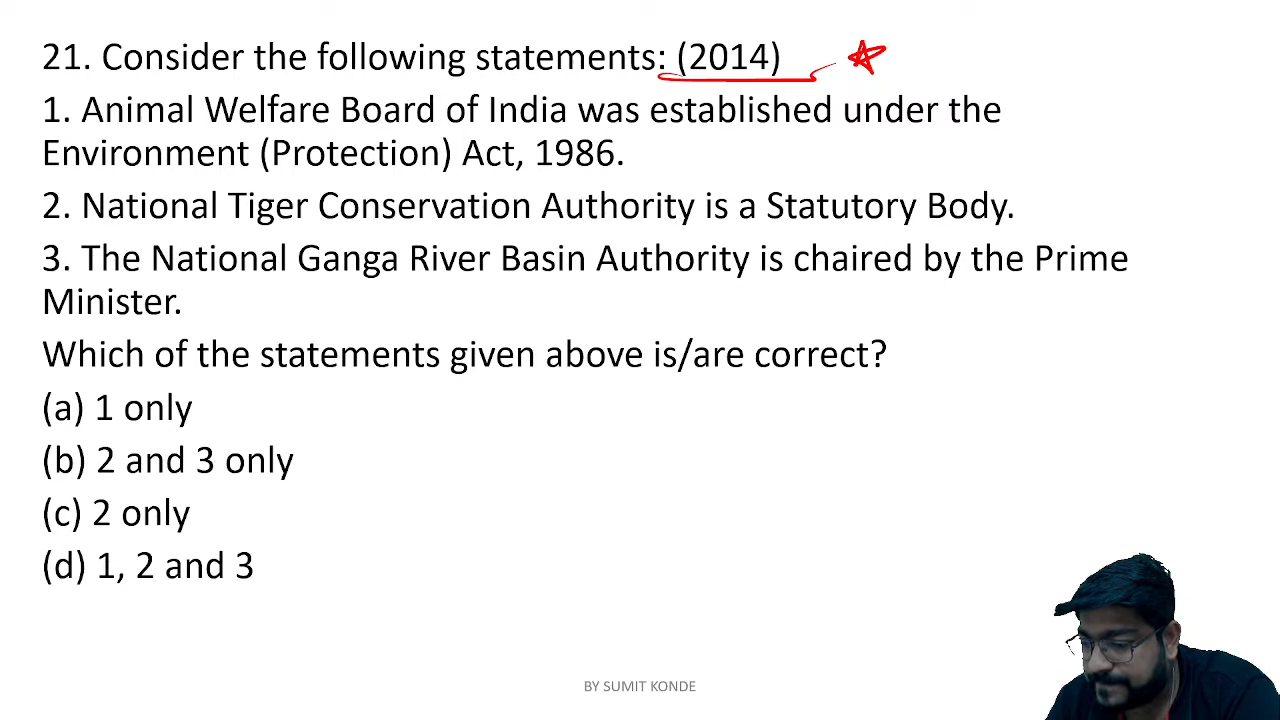 21. Consider the following statements: (2014)
1. Animal Welfare Board of India was established under the
Environment (Protection) Act, 1986.
2. National Tiger Conservation Authority is a Statutory Body.
3. The National Ganga River Basin Authority is chaired by the Prime
Minister.
Which of the statements given above is/are correct?
(a) 1 only
(b) 2 and 3 only
(c) 2 only
(d) 1, 2 and 3
BY SUMIT KONDE